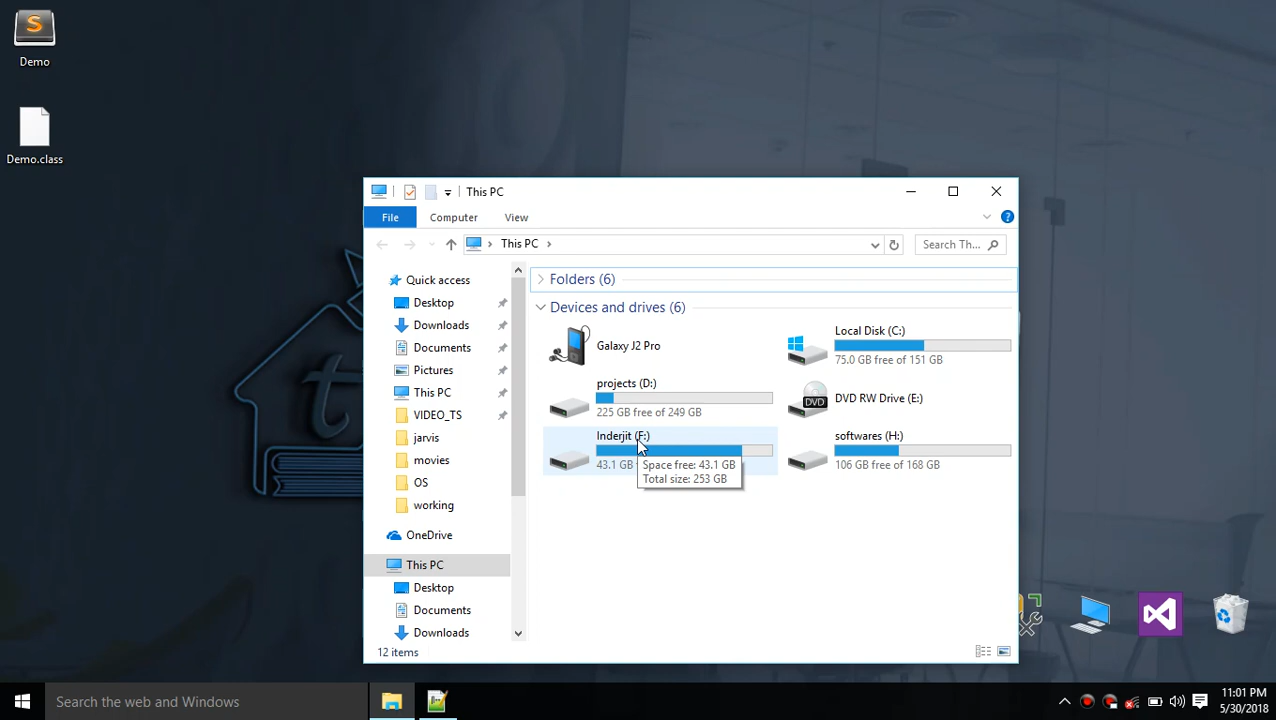 Demo
Demo.class
This PC
File
Computer
View
This PC
Search Th...
Quick access
Desktop
Downloads
Documents
Pictures
This PC
VIDEO_TS
jarvis
movies
OS
working
OneDrive
This PC
Desktop
Documents
Downloads
Folders (6)
Devices and drives (6)
Galaxy J2 Pro
Local Disk (C:)
75.0 GB free of 151 GB
projects (D:)
225 GB free of 249 GB
DVD RW Drive (E:)
DVD
Inderjit (F:)
43.1 GB
Space free: 43.1 GB
Total size: 253 GB
softwares (H:)
106 GB free of 168 GB
12 items
Search the web and Windows
11:01 PM
5/30/2018